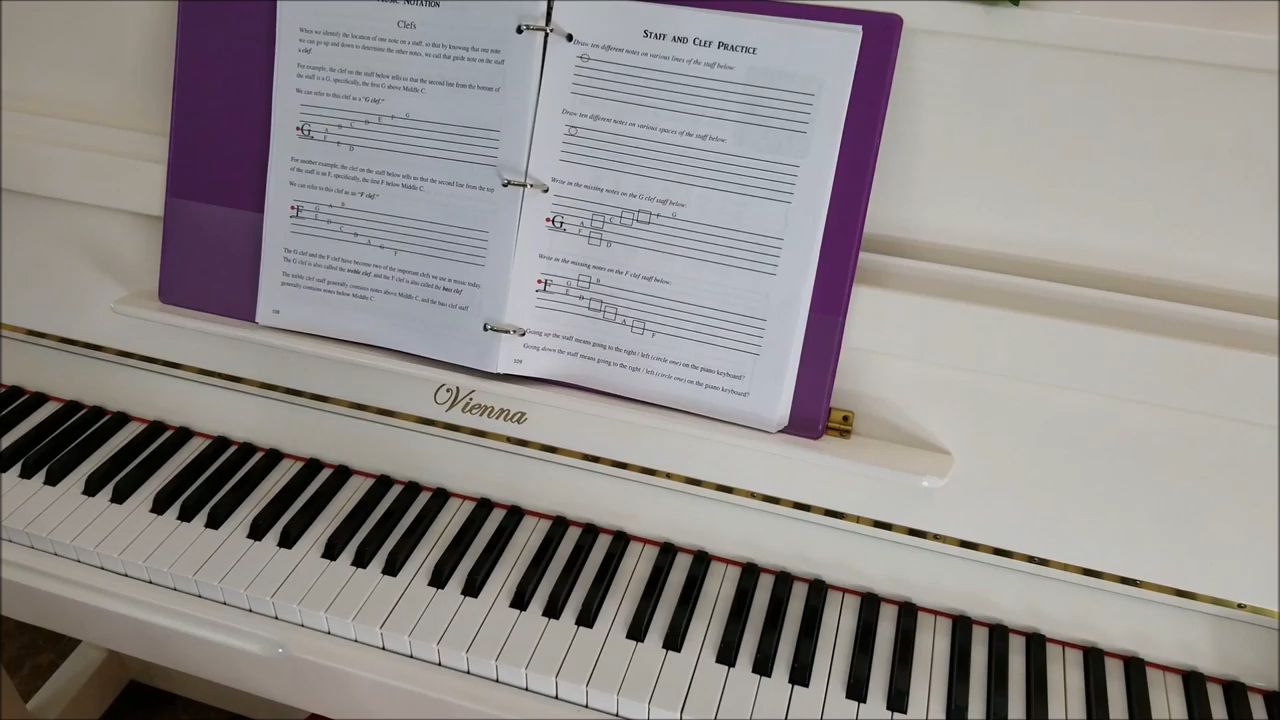 MUSIC NOTATION
Clefs
When we identify the location of one note on a staff, so that by knowing that one note
we can go up and down to determine the other notes, we call that guide note on the staff
a clef.
For example, the clef on the staff below tells us that the second line from the bottom of
the staff is a G, specifically, the first G above Middle C.
We can refer to this clef as a "G clef."
G A B C D E F G
F E D
For another example, the clef on the staff below tells us that the second line from the top
of the staff is an F, specifically, the first F below Middle C.
We can refer to this clef as an "F clef."
F G A B
E D C B A G F
The G clef and the F clef have become two of the important clefs we use in music today.
The G clef is also called the treble clef, and the F clef is also called the bass clef
The treble clef staff generally contains notes above Middle C, and the bass clef staff
generally contains notes below Middle C.
108
STAFF AND CLEF PRACTICE
Draw ten different notes on various lines of the staff below:
Draw ten different notes on various spaces of the staff below:
Write in the missing notes on the G clef staff below:
G A C F G
F D
Write in the missing notes on the F clef staff below:
F G B
E D A F
Going up the staff means going to the right / left (circle one) on the piano keyboard?
Going down the staff means going to the right / left (circle one) on the piano keyboard?
109
Vienna